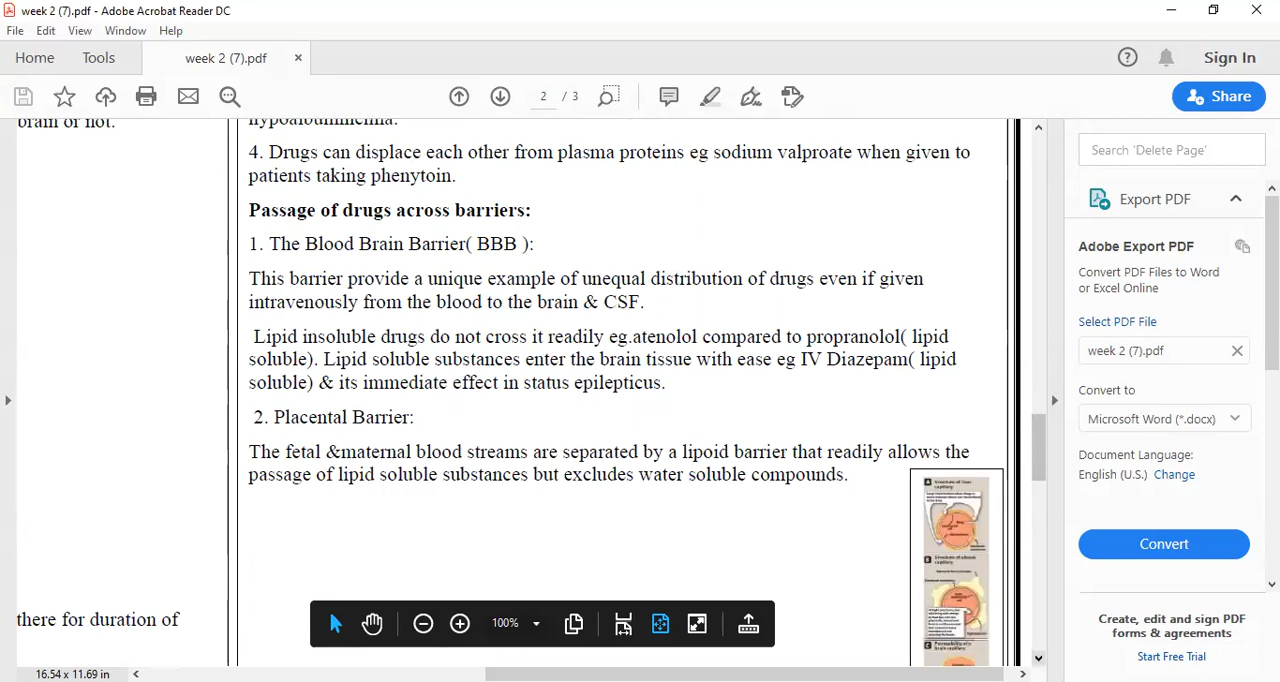 week 2 (7).pdf - Adobe Acrobat Reader DC
File Edit View Window Help
Home Tools week 2 (7).pdf × Sign In
2 / 3 Share
brain or not.
hypoalbuminemia.
4. Drugs can displace each other from plasma proteins eg sodium valproate when given to
patients taking phenytoin.
Passage of drugs across barriers:
1. The Blood Brain Barrier( BBB ):
This barrier provide a unique example of unequal distribution of drugs even if given
intravenously from the blood to the brain & CSF.
Lipid insoluble drugs do not cross it readily eg.atenolol compared to propranolol( lipid
soluble). Lipid soluble substances enter the brain tissue with ease eg IV Diazepam( lipid
soluble) & its immediate effect in status epilepticus.
2. Placental Barrier:
The fetal &maternal blood streams are separated by a lipoid barrier that readily allows the
passage of lipid soluble substances but excludes water soluble compounds.
there for duration of
A Structure of liver
capillary
B
C
100%
16.54 x 11.69 in
Search 'Delete Page'
Export PDF
Adobe Export PDF
Convert PDF Files to Word
or Excel Online
Select PDF File
week 2 (7).pdf
Convert to
Microsoft Word (*.docx)
Document Language:
English (U.S.) Change
Convert
Create, edit and sign PDF
forms & agreements
Start Free Trial